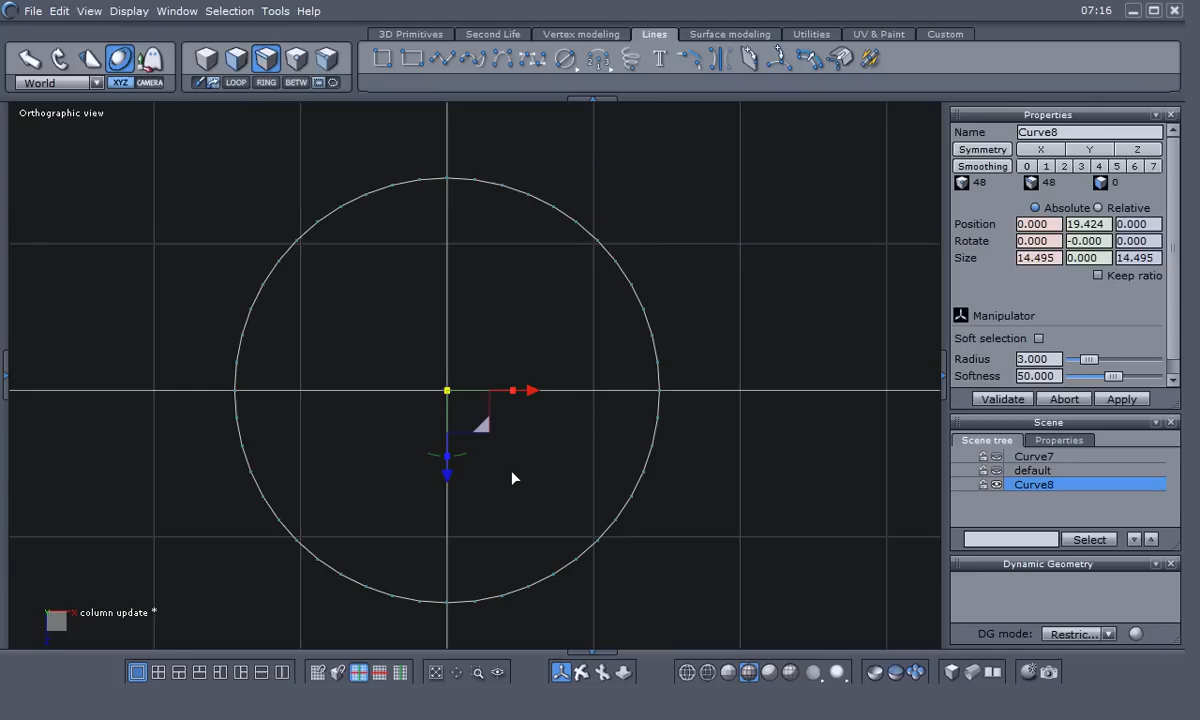 File Edit View Display Window Selection Tools Help 07:16
3D Primitives Second Life Vertex modeling Lines Surface modeling Utilities UV & Paint Custom
World XYZ CAMERA LOOP RING BETW
Orthographic view
Properties
Name Curve8
Symmetry X Y Z
Smoothing 0 1 2 3 4 5 6 7
48 48 0
Absolute Relative
Position 0.000 19.424 0.000
Rotate 0.000 -0.000 0.000
Size 14.495 0.000 14.495
Keep ratio
Manipulator
Soft selection
Radius 3.000
Softness 50.000
Validate Abort Apply
Scene
Scene tree Properties
Curve7
default
Curve8
Select
Dynamic Geometry
DG mode: Restric...
X column update *